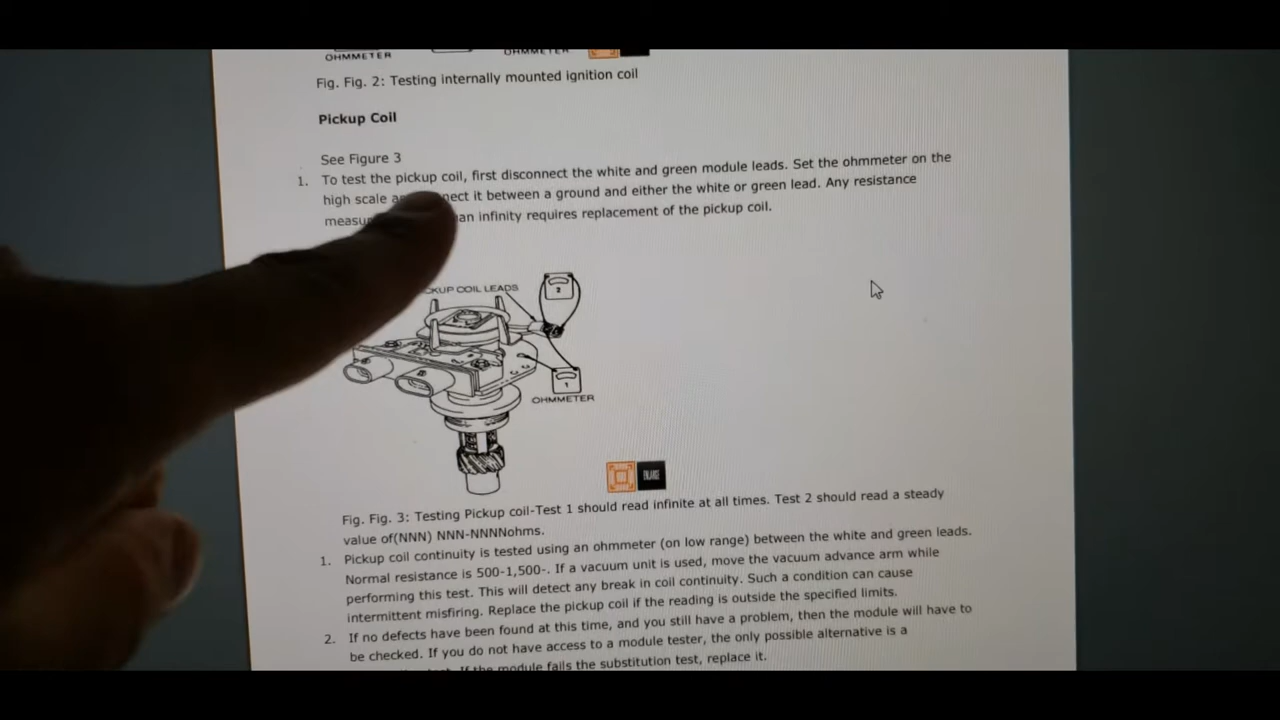 OHMMETER
OHMMETER
Fig. Fig. 2: Testing internally mounted ignition coil
Pickup Coil
See Figure 3
1. To test the pickup coil, first disconnect the white and green module leads. Set the ohmmeter on the
high scale it between a ground and either the white or green lead. Any resistance
infinity requires replacement of the pickup coil.
COIL LEADS
2
1
OHMMETER
ENLARGE
Fig. Fig. 3: Testing Pickup coil-Test 1 should read infinite at all times. Test 2 should read a steady
value of(NNN) NNN-NNNNohms.
1. Pickup coil continuity is tested using an ohmmeter (on low range) between the white and green leads.
Normal resistance is 500-1,500-. If a vacuum unit is used, move the vacuum advance arm while
performing this test. This will detect any break in coil continuity. Such a condition can cause
intermittent misfiring. Replace the pickup coil if the reading is outside the specified limits.
2. If no defects have been found at this time, and you still have a problem, then the module will have to
be checked. If you do not have access to a module tester, the only possible alternative is a
If the module fails the substitution test, replace it.